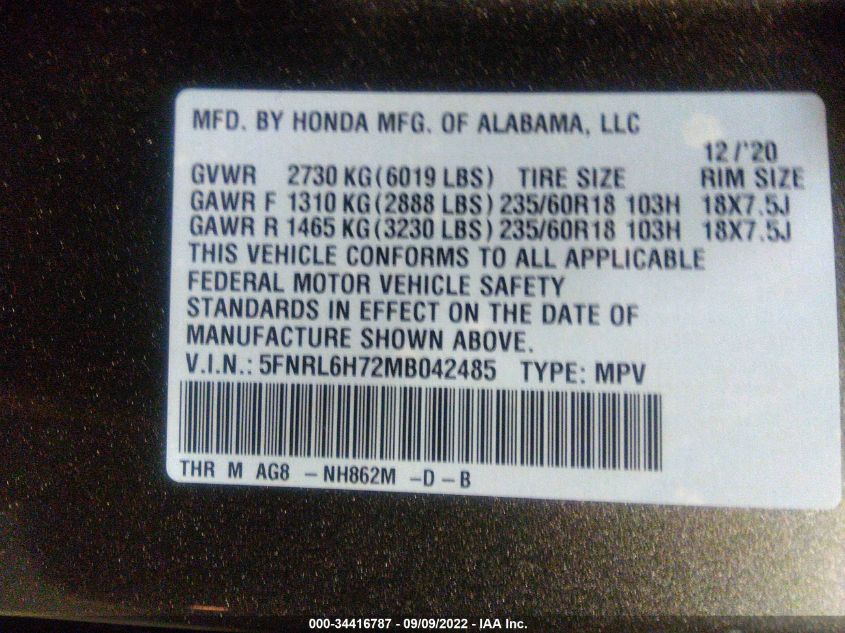 MFD. BY HONDA MFG. OF ALABAMA, LLC
12/'20
GVWR 2730 KG(6019 LBS) TIRE SIZE RIM SIZE
GAWR F 1310 KG(2888 LBS) 235/60R18 103H 18X7.5J
GAWR R 1465 KG(3230 LBS) 235/60R18 103H 18X7.5J
THIS VEHICLE CONFORMS TO ALL APPLICABLE
FEDERAL MOTOR VEHICLE SAFETY
STANDARDS IN EFFECT ON THE DATE OF
MANUFACTURE SHOWN ABOVE.
V.I.N.: 5FNRL6H72MB042485 TYPE: MPV
THR M AG8 -NH862M -D-B
000-34416787 - 09/09/2022 - IAA Inc.